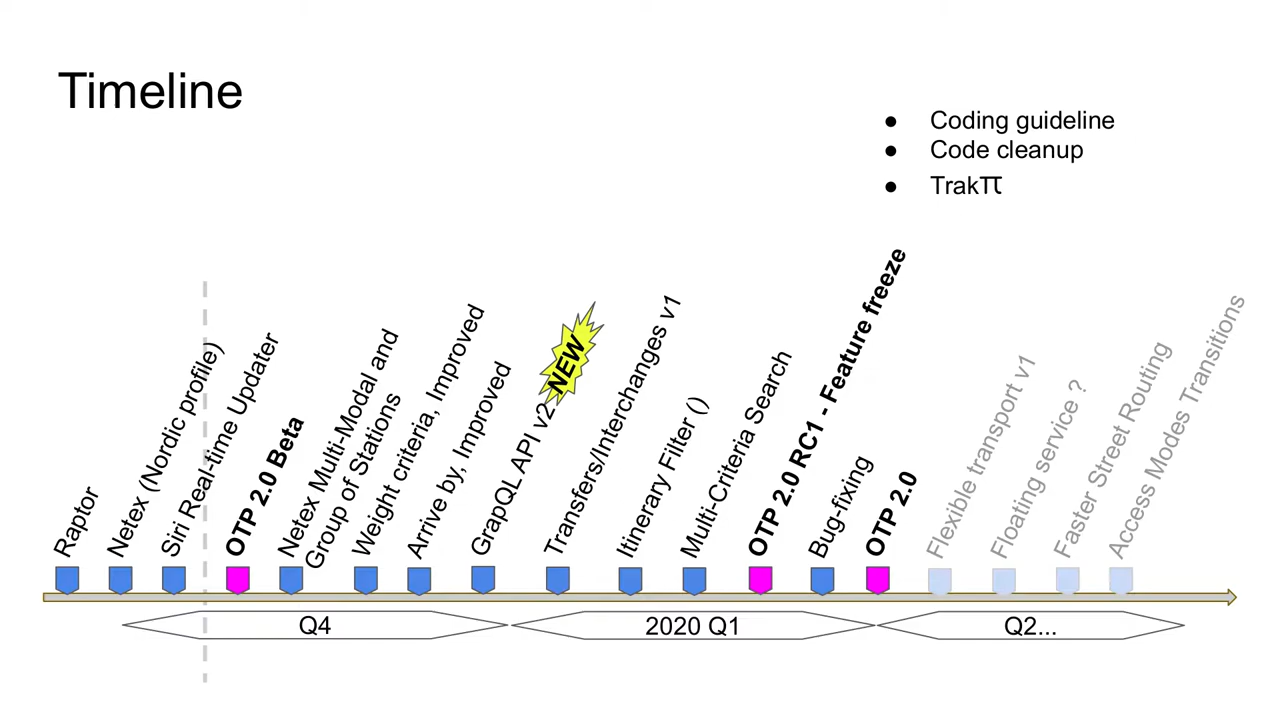 Timeline
● Coding guideline
● Code cleanup
● Trakπ
Raptor
Netex (Nordic profile)
Siri Real-time Updater
OTP 2.0 Beta
Netex Multi-Modal and
Group of Stations
Weight criteria, Improved
Arrive by, Improved
GrapQL API v2
NEW
Transfers/Interchanges v1
Itinerary Filter ()
Multi-Criteria Search
OTP 2.0 RC1 - Feature freeze
Bug-fixing
OTP 2.0
Flexible transport v1
Floating service ?
Faster Street Routing
Access Modes Transitions
Q4
2020 Q1
Q2...